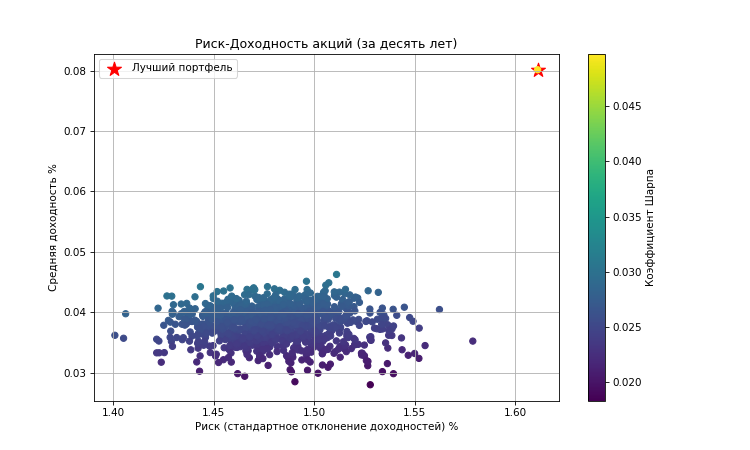 Риск-Доходность акций (за десять лет)
Лучший портфель
Средняя доходность %
0.08
0.07
0.06
0.05
0.04
0.03
1.40 1.45 1.50 1.55 1.60
Риск (стандартное отклонение доходностей) %
0.045
0.040
0.035
0.030
0.025
0.020
Коэффициент Шарпа